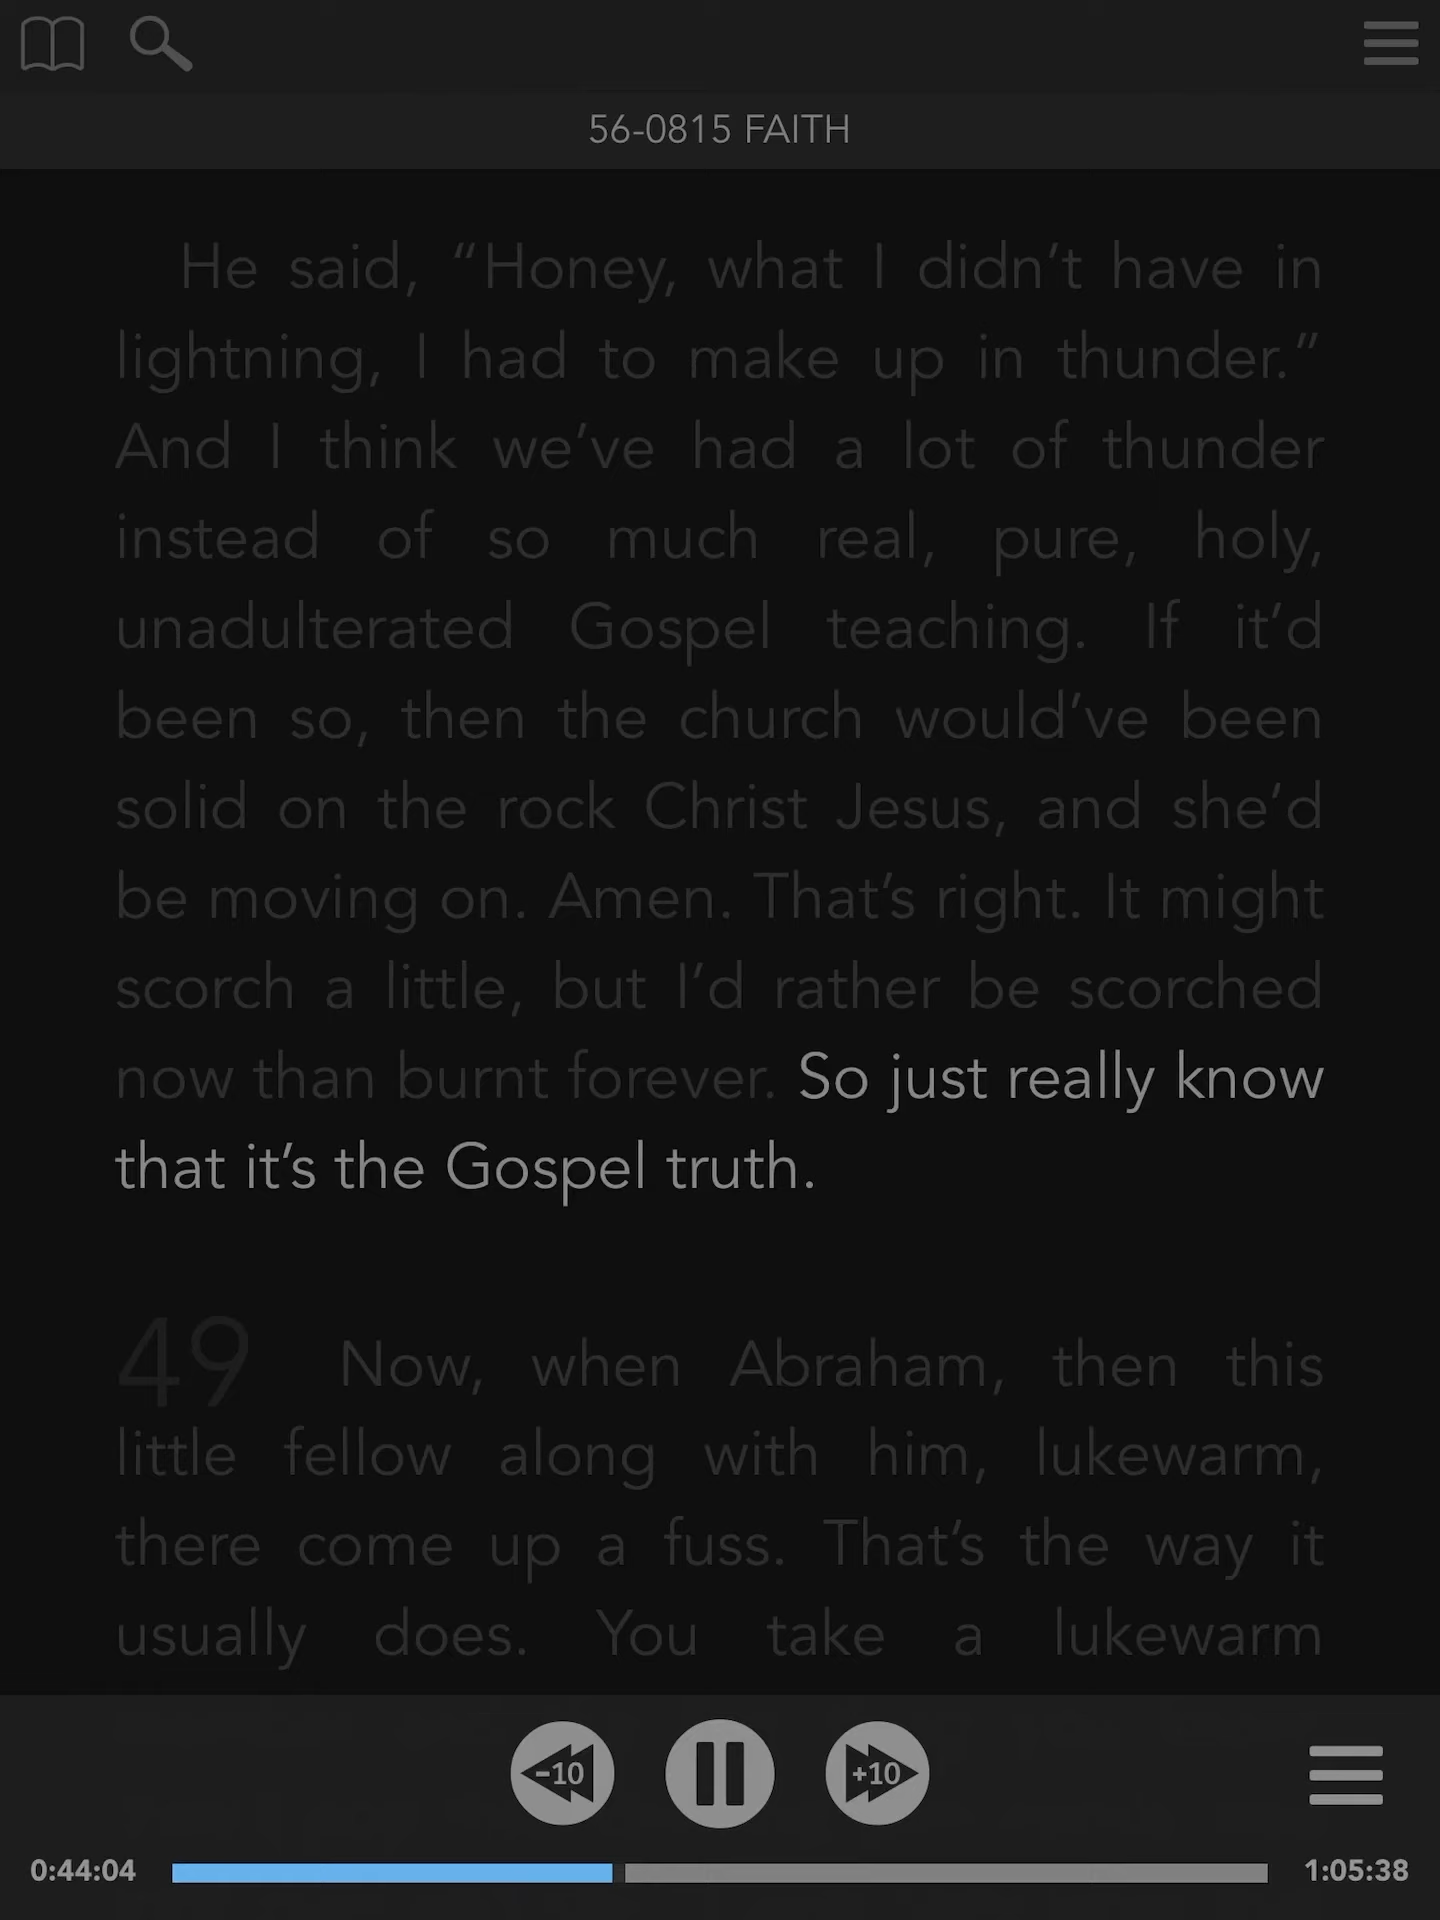 56-0815 FAITH
He said, “Honey, what I didn’t have in
lightning, I had to make up in thunder.”
And I think we’ve had a lot of thunder
instead of so much real, pure, holy,
unadulterated Gospel teaching. If it’d
been so, then the church would’ve been
solid on the rock Christ Jesus, and she’d
be moving on. Amen. That’s right. It might
scorch a little, but I’d rather be scorched
now than burnt forever. So just really know
that it’s the Gospel truth.
49 Now, when Abraham, then this
little fellow along with him, lukewarm,
there come up a fuss. That’s the way it
usually does. You take a lukewarm
-10 +10
0:44:04 1:05:38